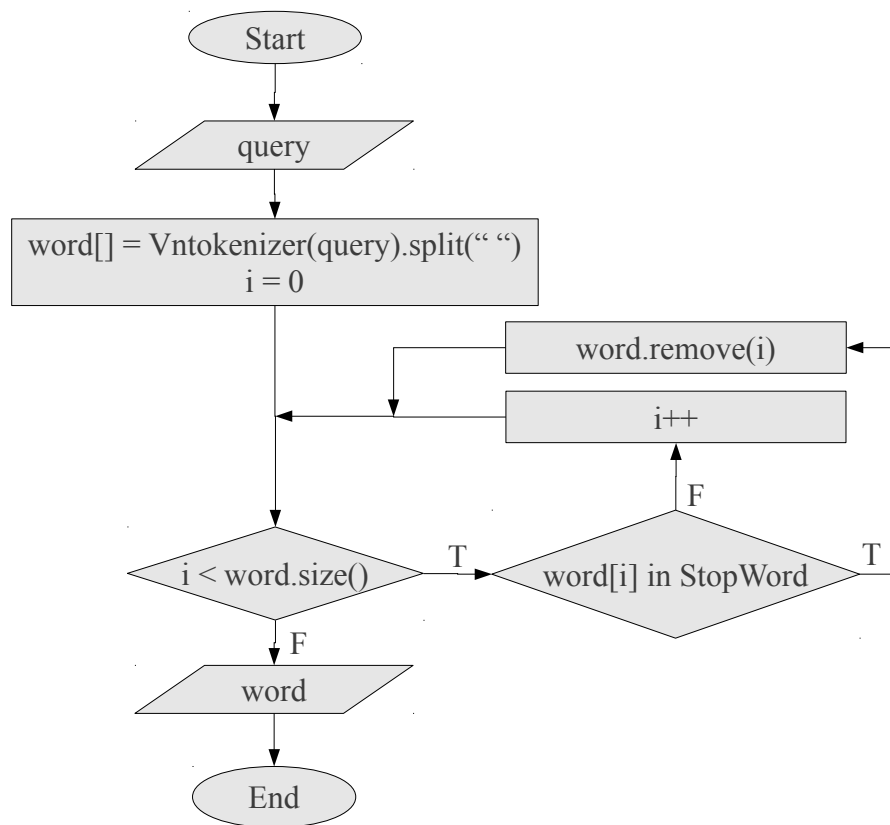 Start
query
word[] = Vntokenizer(query).split(“ “)
i = 0
word.remove(i)
i++
F
i < word.size()
T
word[i] in StopWord
T
F
word
End